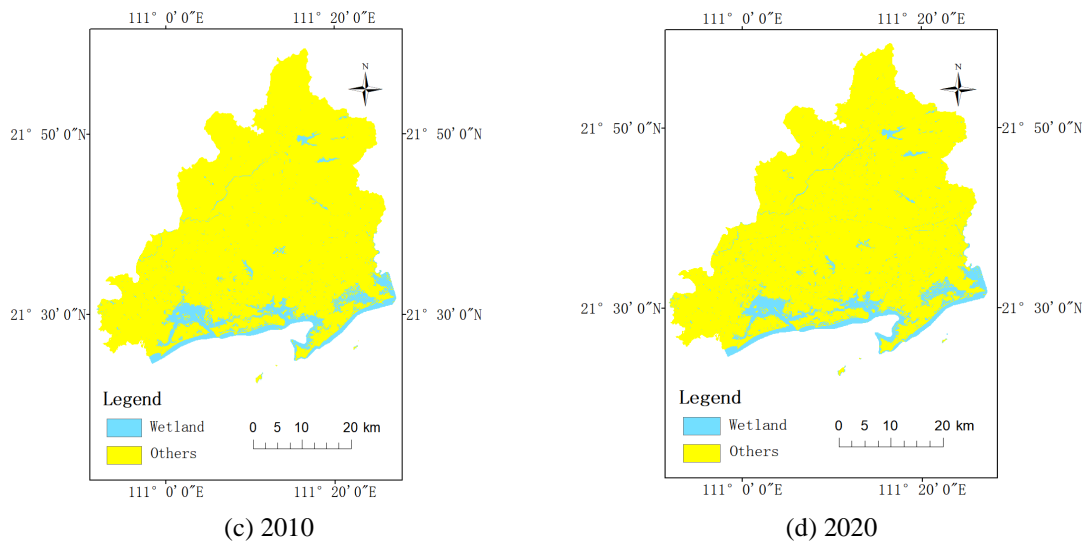 111° 0'0"E 111° 20'0"E
N
21° 50'0"N 21° 50'0"N
21° 30'0"N 21° 30'0"N
Legend
Wetland
Others
0 5 10 20 km
111° 0'0"E 111° 20'0"E
(c) 2010
111° 0'0"E 111° 20'0"E
N
21° 50'0"N 21° 50'0"N
21° 30'0"N 21° 30'0"N
Legend
Wetland
Others
0 5 10 20 km
111° 0'0"E 111° 20'0"E
(d) 2020